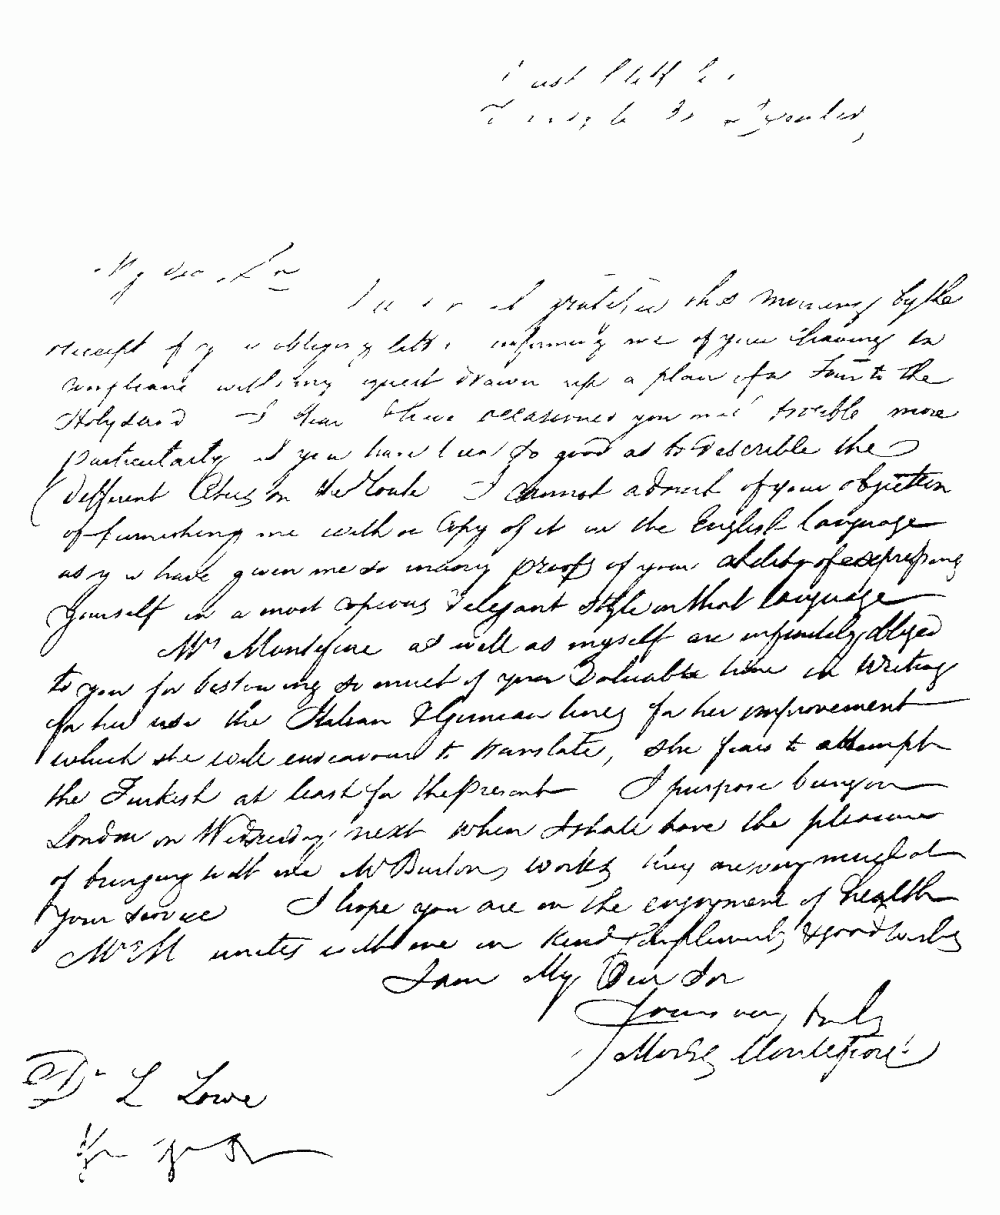 My dear Sir
gratified this morning by the
receipt of your obliging letter informing me of your having in
compliance with my request drawn up a plan of a Tour to the
Holyland I fear I have occasioned you much trouble more
particularly as you have been so good as to describe the
different Cities on the Route I cannot admit of your objection
of furnishing me with a Copy of it in the English language
as you have given me so many proofs of your ability of expressing
yourself in a most copious & elegant style in that language
Mrs Montefiore as well as myself are infinitely obliged
to you for bestowing so much of your Valuable time in Writing
for her use the Italian & German lines for her improvement
which she will endeavour to translate, she fears to attempt
the Turkish at least for the Present I purpose being in
London on Wednesday next when I shall have the pleasure
of bringing with me Mr Burton's works they are very much at
your service I hope you are in the enjoyment of health
Mrs M unites with me in Kind Compliments & good wishes
I am My Dear Sir
Yours very truly
Moses Montefiore
Dr L Lowe